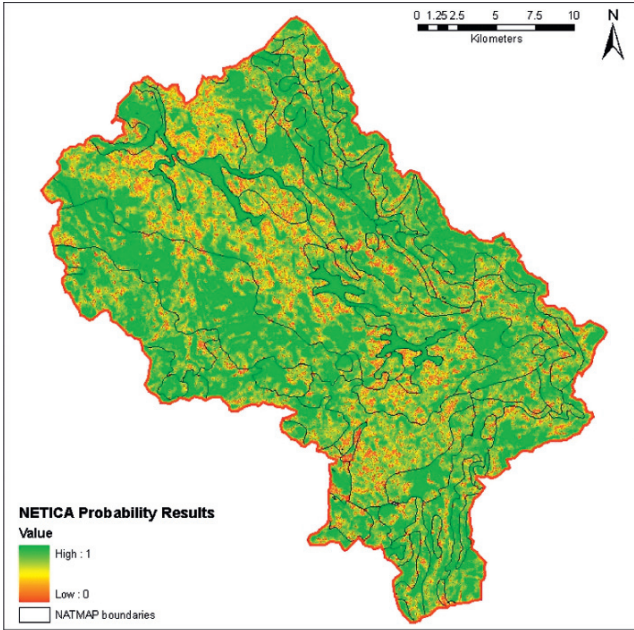 0 1.25 2.5 5 7.5 10
Kilometers
N
NETICA Probability Results
Value
High : 1
Low : 0
NATMAP boundaries